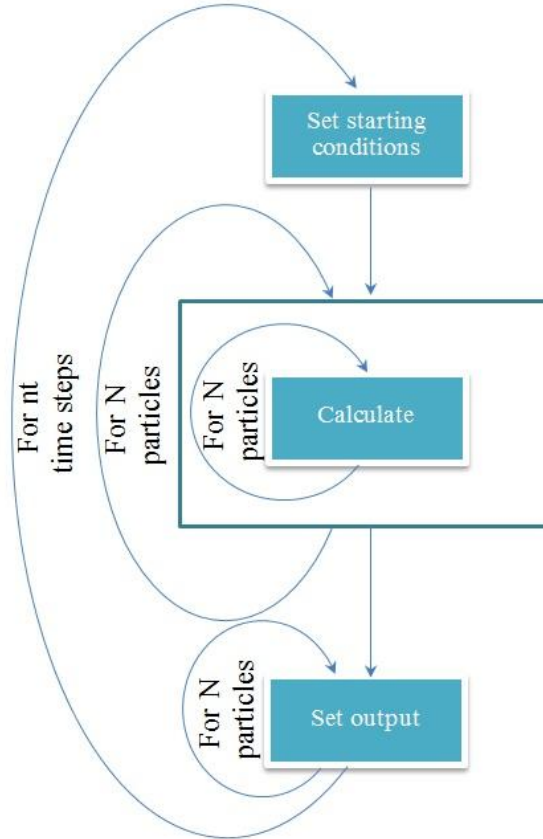 Set starting
conditions
For nt
time steps
For N
particles
For N
particles
Calculate
For N
particles
Set output